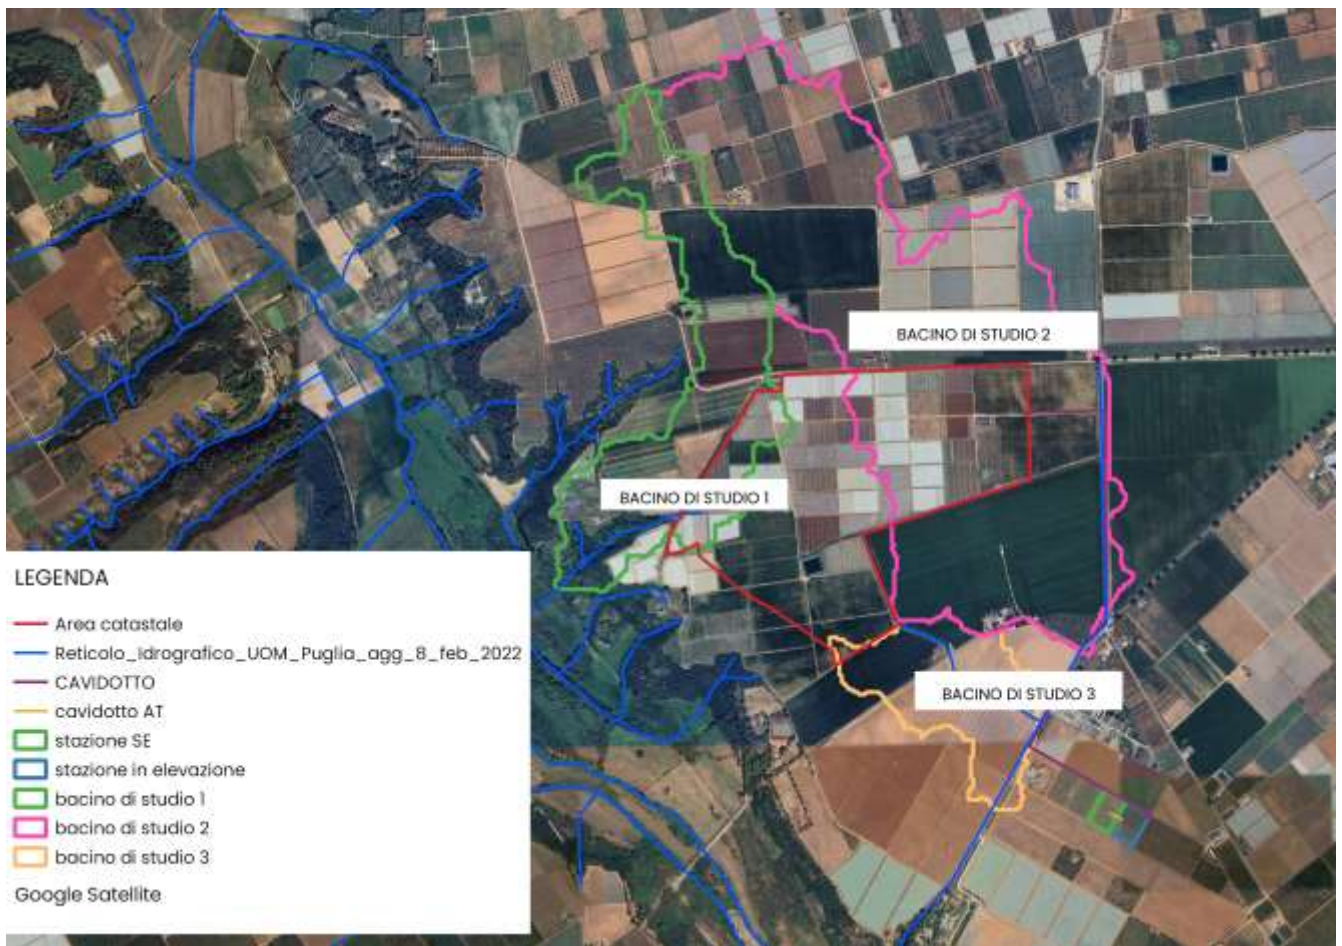 BACINO DI STUDIO 2
BACINO DI STUDIO 1
BACINO DI STUDIO 3
LEGENDA
Area catastale
Reticolo_Idrografico_UOM_Puglia_agg_8_feb_2022
CAVIDOTTO
cavidotto AT
stazione SE
stazione in elevazione
bacino di studio 1
bacino di studio 2
bacino di studio 3
Google Satellite